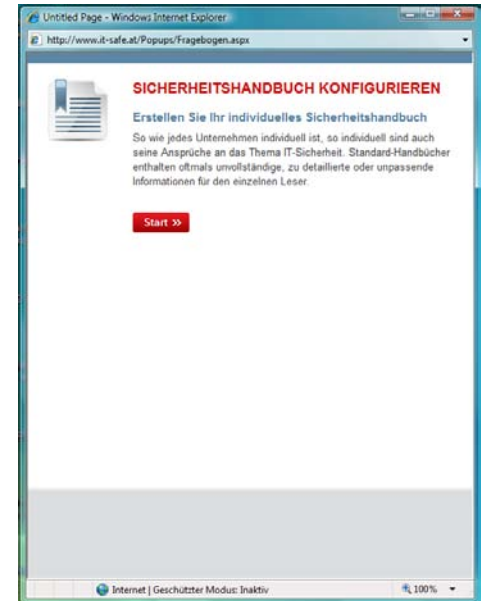 Untitled Page - Windows Internet Explorer
http://www.it-safe.at/Popups/Fragebogen.aspx
SICHERHEITSHANDBUCH KONFIGURIEREN
Erstellen Sie Ihr individuelles Sicherheitshandbuch
So wie jedes Unternehmen individuell ist, so individuell sind auch
seine Ansprüche an das Thema IT-Sicherheit. Standard-Handbücher
enthalten oftmals unvollständige, zu detaillierte oder unpassende
Informationen für den einzelnen Leser.
Start »
Internet | Geschützter Modus: Inaktiv
100%